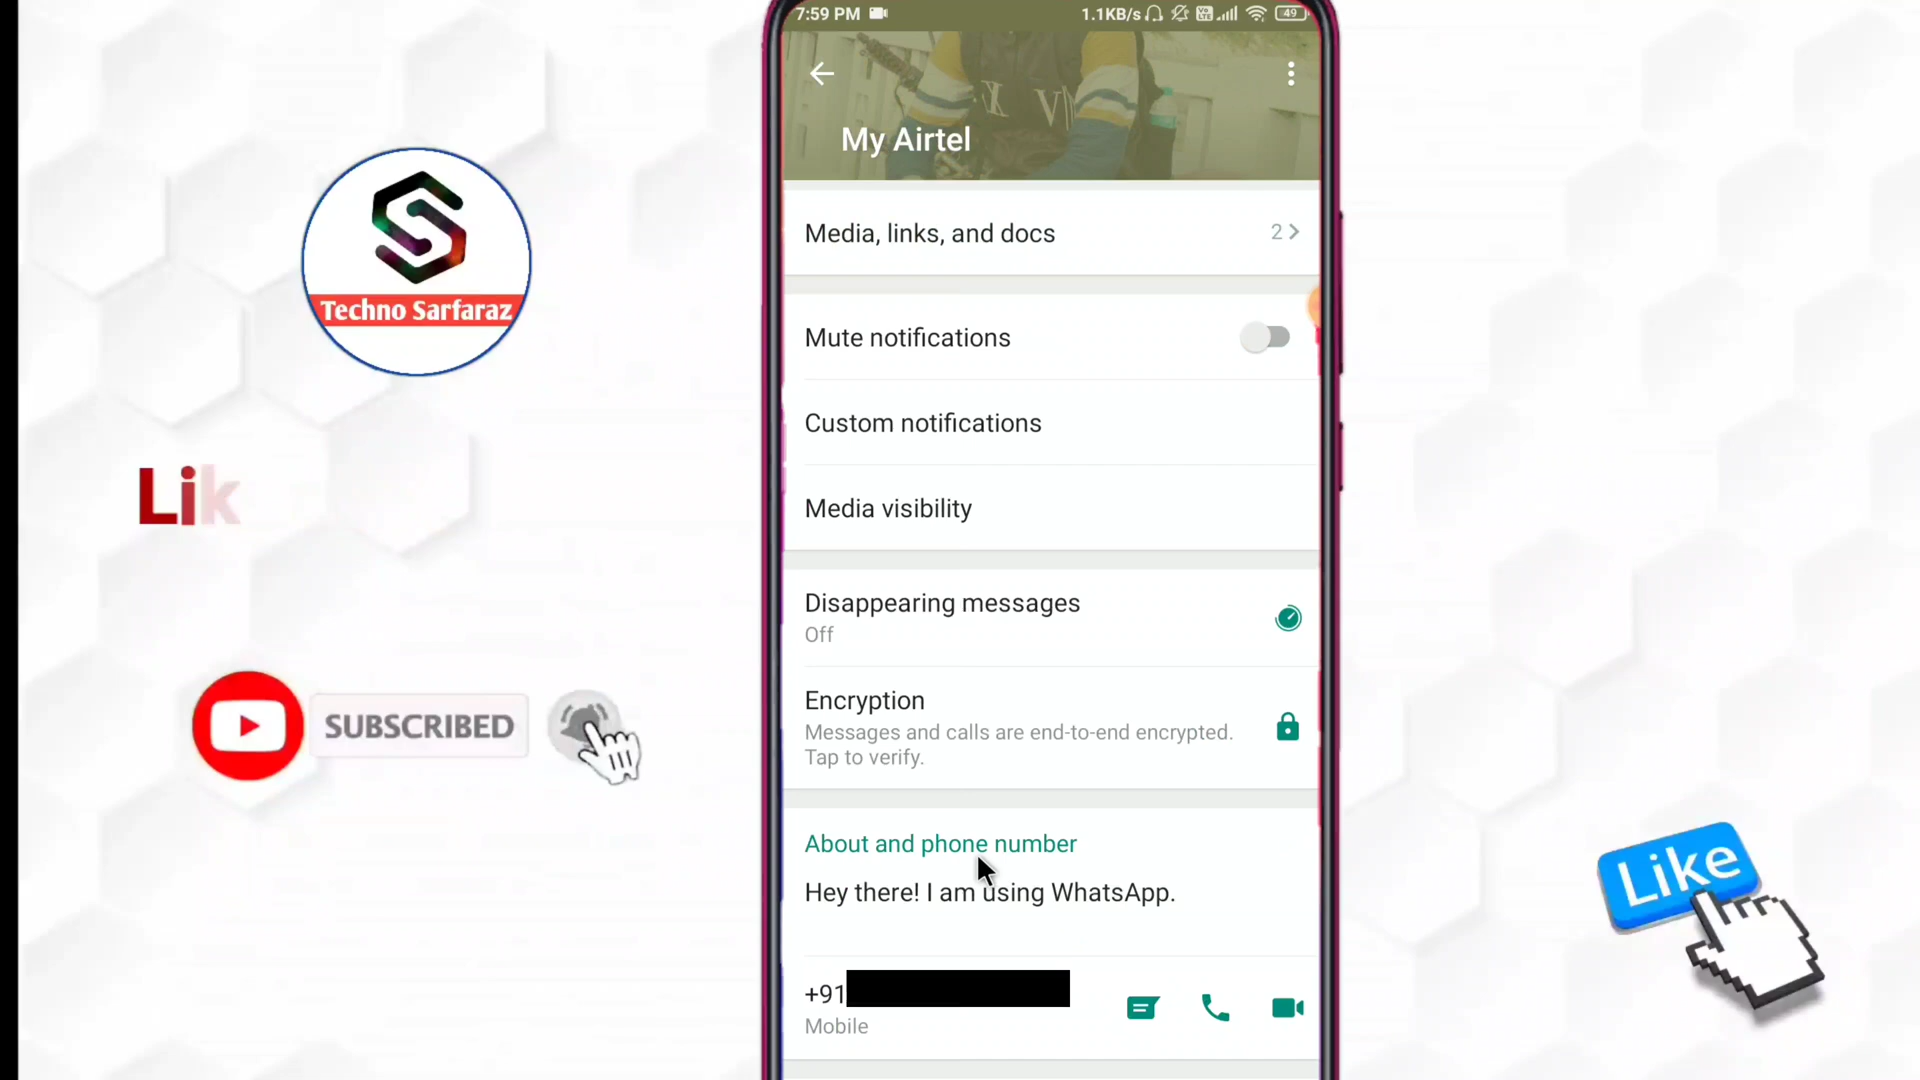 7:59 PM 1.1KB/s 49
My Airtel
Media, links, and docs 2
Mute notifications
Custom notifications
Media visibility
Disappearing messages
Off
Encryption
Messages and calls are end-to-end encrypted.
Tap to verify.
About and phone number
Hey there! I am using WhatsApp.
+91
Mobile
Techno Sarfaraz
Lik
SUBSCRIBED
Like